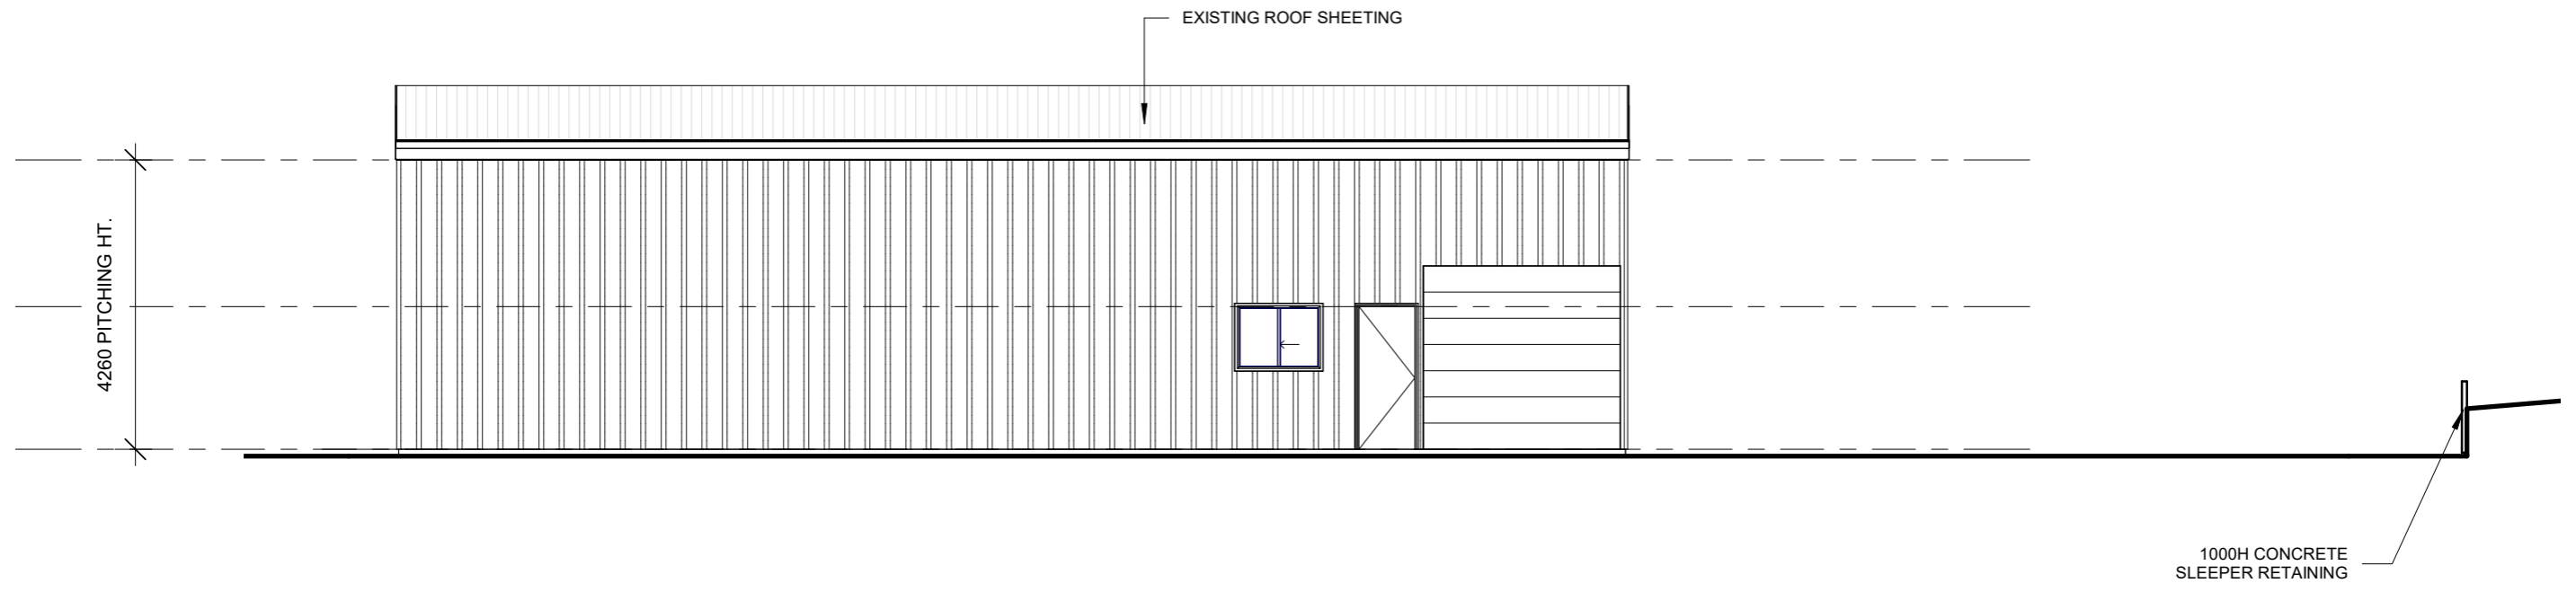 EXISTING ROOF SHEETING
4260 PITCHING HT.
1000H CONCRETE
SLEEPER RETAINING